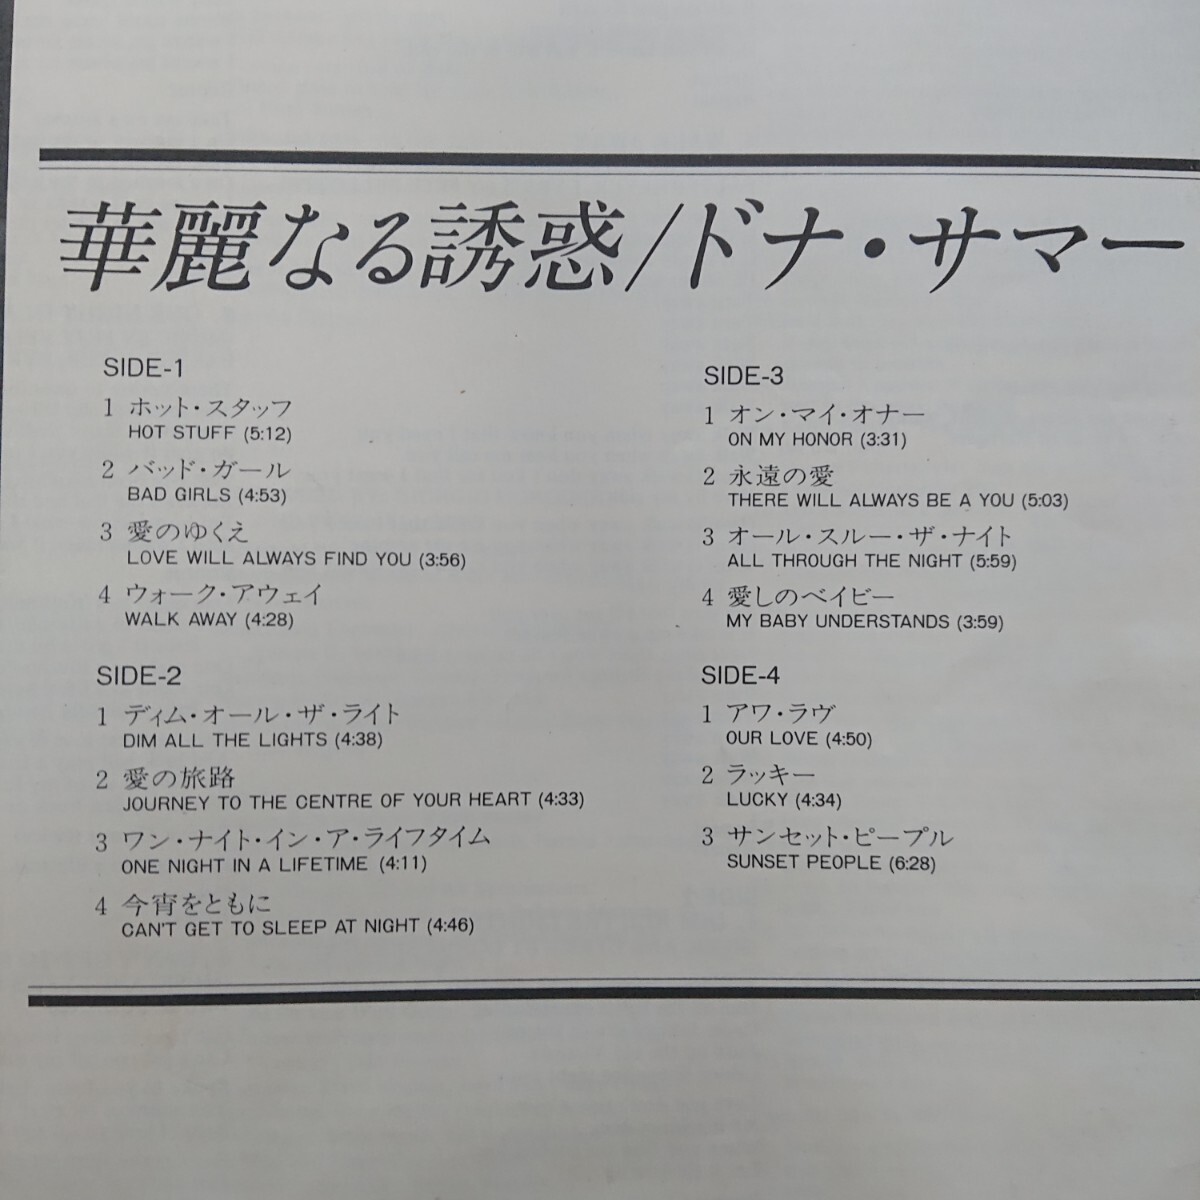 華麗なる誘惑/ドナ・サマー
SIDE-1
1 ホット・スタッフ
HOT STUFF (5:12)
2 バッド・ガール
BAD GIRLS (4:53)
3 愛のゆくえ
LOVE WILL ALWAYS FIND YOU (3:56)
4 ウォーク・アウェイ
WALK AWAY (4:28)
SIDE-2
1 ディム・オール・ザ・ライト
DIM ALL THE LIGHTS (4:38)
2 愛の旅路
JOURNEY TO THE CENTRE OF YOUR HEART (4:33)
3 ワン・ナイト・イン・ア・ライフタイム
ONE NIGHT IN A LIFETIME (4:11)
4 今宵をともに
CAN'T GET TO SLEEP AT NIGHT (4:46)
SIDE-3
1 オン・マイ・オナー
ON MY HONOR (3:31)
2 永遠の愛
THERE WILL ALWAYS BE A YOU (5:03)
3 オール・スルー・ザ・ナイト
ALL THROUGH THE NIGHT (5:59)
4 愛しのベイビー
MY BABY UNDERSTANDS (3:59)
SIDE-4
1 アワ・ラヴ
OUR LOVE (4:50)
2 ラッキー
LUCKY (4:34)
3 サンセット・ピープル
SUNSET PEOPLE (6:28)